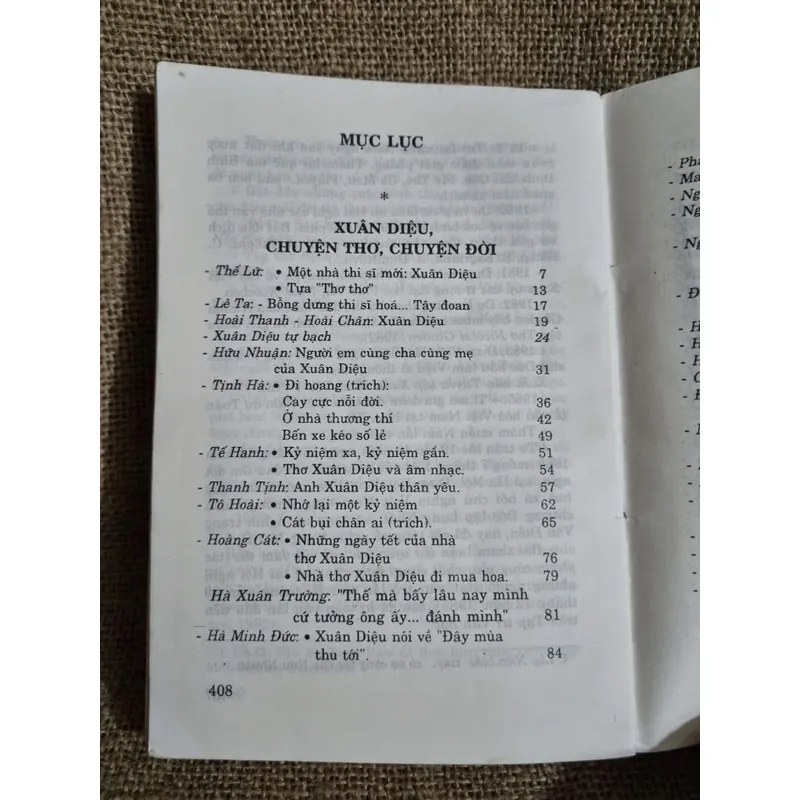 MỤC LỤC
*
XUÂN DIỆU,
CHUYỆN THƠ, CHUYỆN ĐỜI
- Thế Lữ: • Một nhà thi sĩ mới: Xuân Diệu 7
• Tựa "Thơ thơ" 13
- Lê Ta: - Bỗng dưng thi sĩ hoá... Tây đoan 17
- Hoài Thanh - Hoài Chân: Xuân Diệu 19
- Xuân Diệu tự bạch 24
- Hữu Nhuận: Người em cùng cha cùng mẹ
của Xuân Diệu 31
- Tịnh Hà: • Đi hoang (trích):
Cay cực nỗi đời. 36
Ở nhà thương thí 42
Bến xe kéo số lẻ 49
- Tế Hanh: • Kỷ niệm xa, kỷ niệm gần. 51
• Thơ Xuân Diệu và âm nhạc. 54
- Thanh Tịnh: Anh Xuân Diệu thân yêu. 57
- Tô Hoài: • Nhớ lại một kỷ niệm 62
• Cát bụi chân ai (trích). 65
- Hoàng Cát: • Những ngày tết của nhà
thơ Xuân Diệu 76
• Nhà thơ Xuân Diệu đi mua hoa. 79
Hà Xuân Trường: "Thế mà bấy lâu nay mình
cứ tưởng ông ấy... đánh mình" 81
- Hà Minh Đức: • Xuân Diệu nói về "Đây mùa
thu tới". 84
408